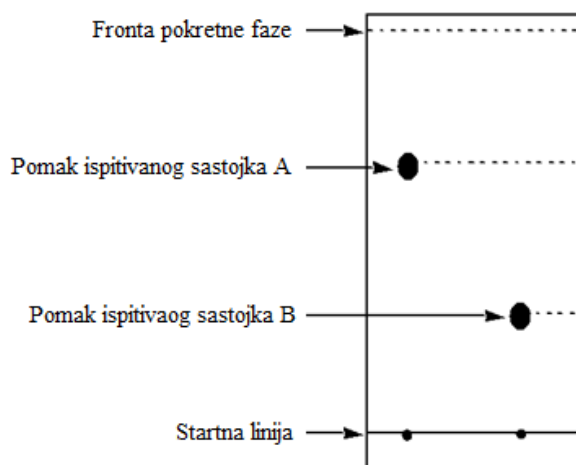 Fronta pokretne faze
Pomak ispitivanog sastojka A
Pomak ispitivaog sastojka B
Startna linija